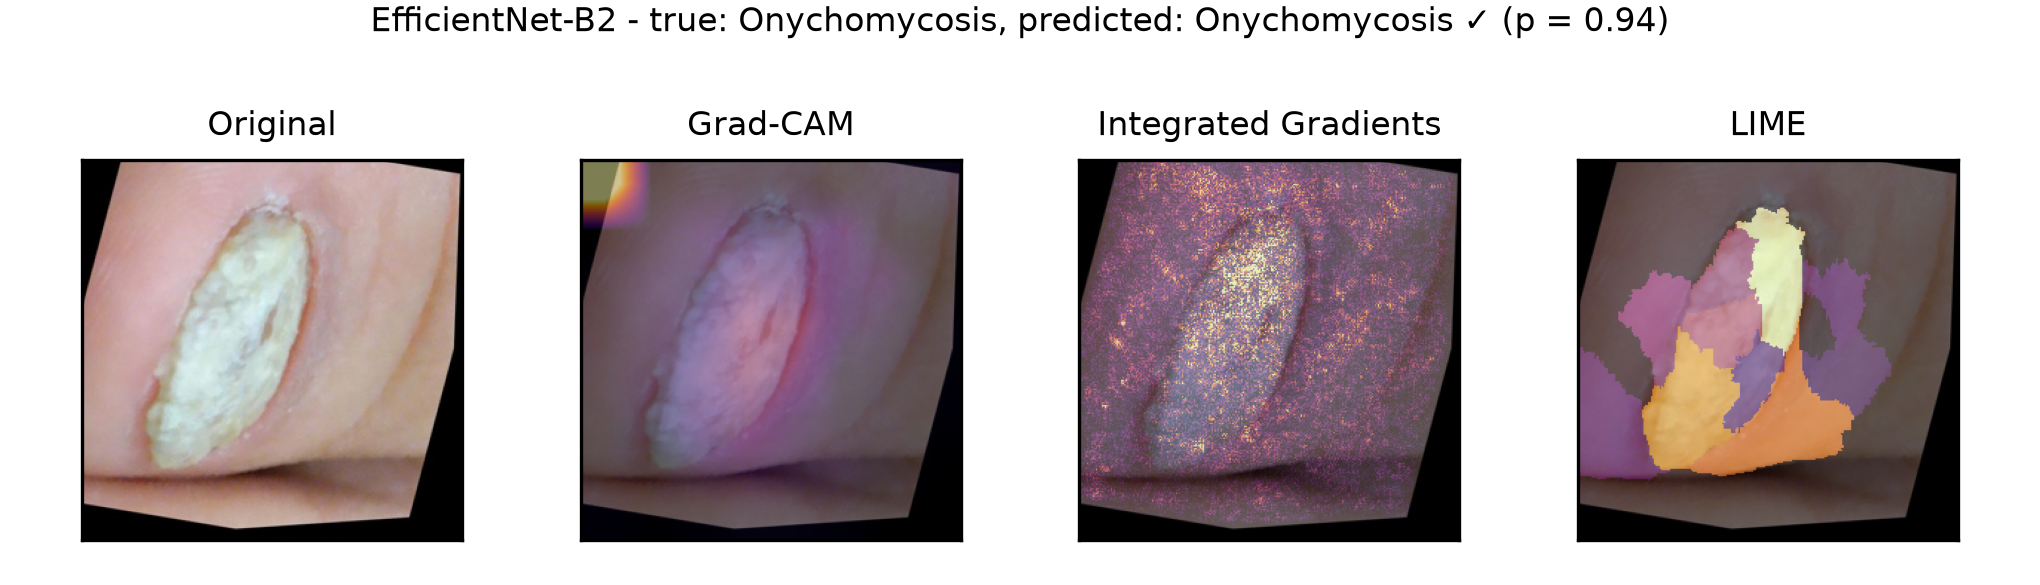 EfficientNet-B2 - true: Onychomycosis, predicted: Onychomycosis ✓ (p = 0.94)
Original
Grad-CAM
Integrated Gradients
LIME